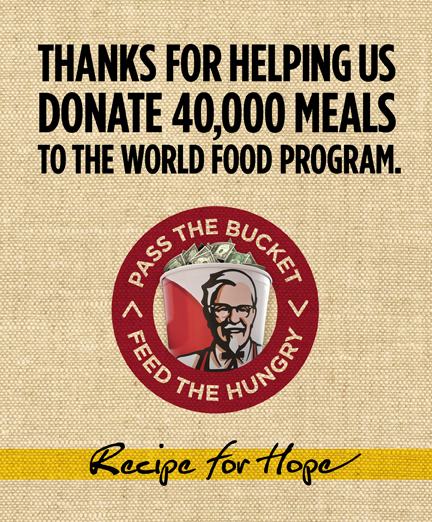 THANKS FOR HELPING US
DONATE 40,000 MEALS
TO THE WORLD FOOD PROGRAM.
PASS THE BUCKET
FEED THE HUNGRY
Recipe for Hope